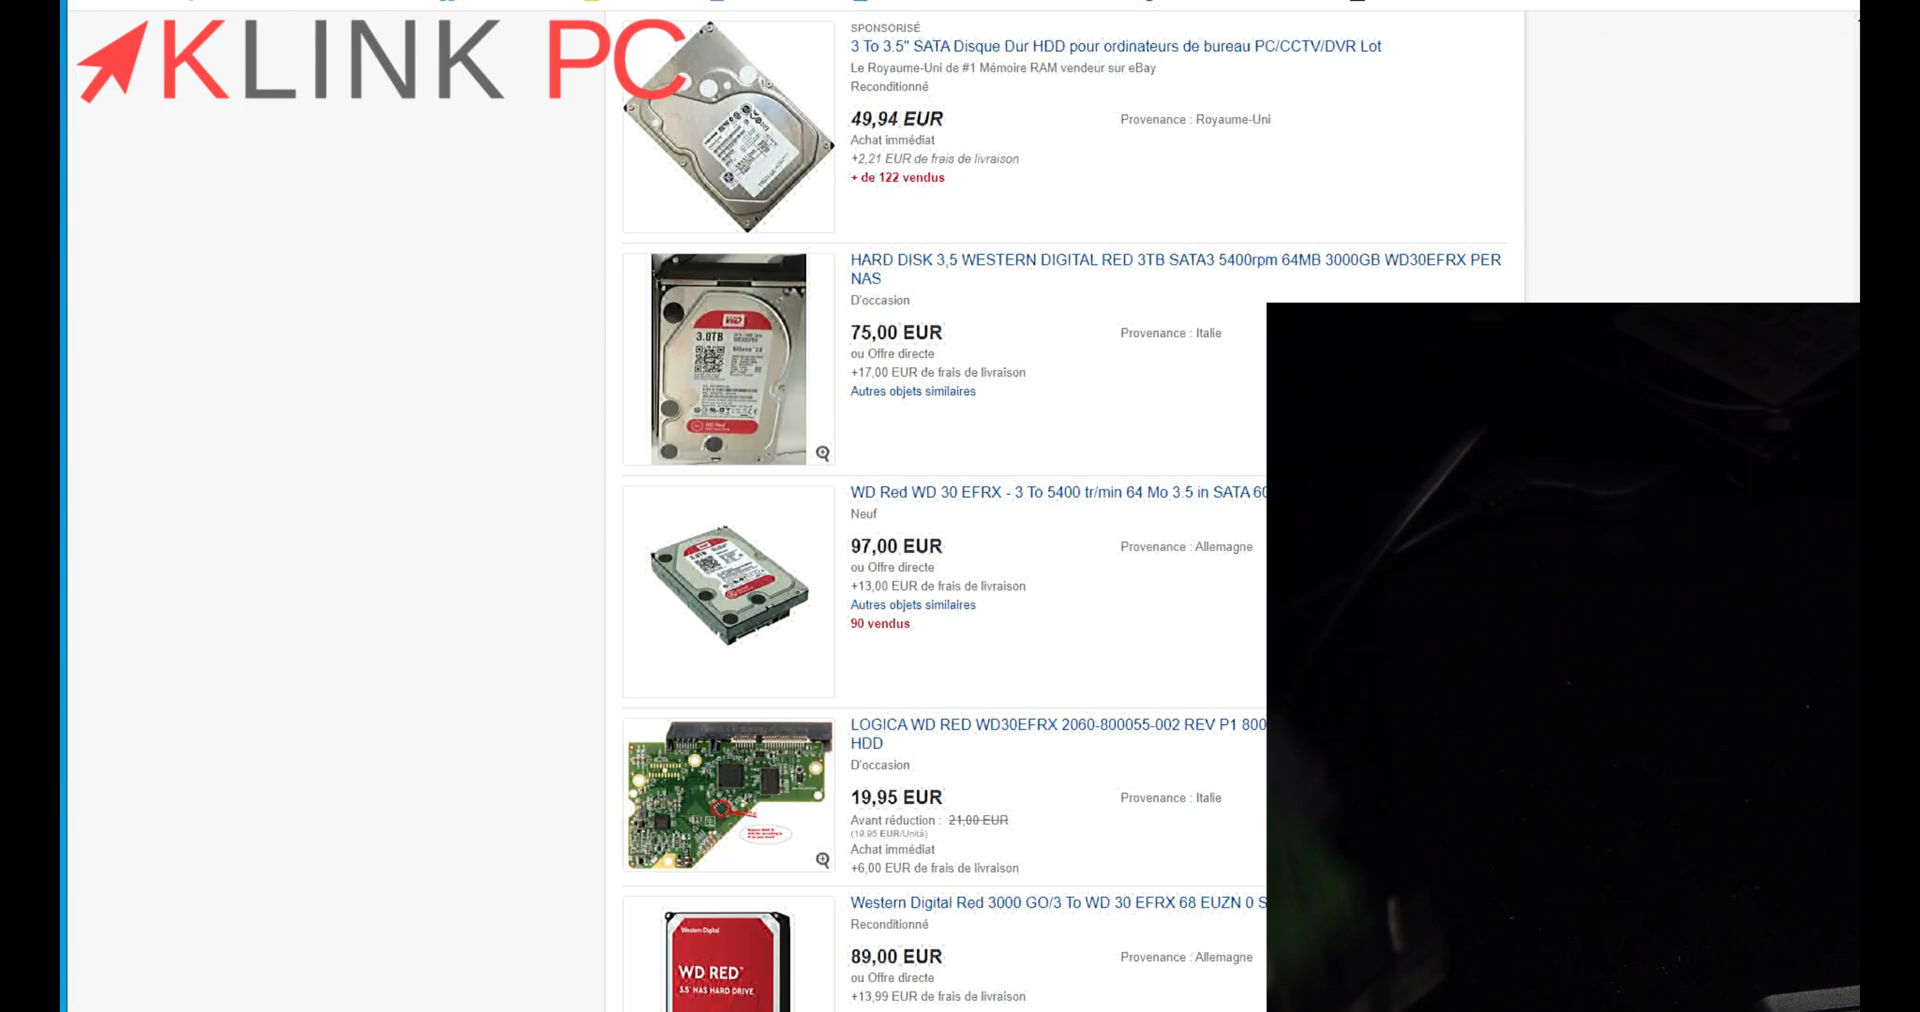 KLINK PC
SPONSORISÉ
3 To 3.5" SATA Disque Dur HDD pour ordinateurs de bureau PC/CCTV/DVR Lot
Le Royaume-Uni de #1 Mémoire RAM vendeur sur eBay
Reconditionné
49,94 EUR
Provenance : Royaume-Uni
Achat immédiat
+2,21 EUR de frais de livraison
+ de 122 vendus
HARD DISK 3,5 WESTERN DIGITAL RED 3TB SATA3 5400rpm 64MB 3000GB WD30EFRX PER
NAS
D'occasion
75,00 EUR
Provenance : Italie
ou Offre directe
+17,00 EUR de frais de livraison
Autres objets similaires
WD
3.0TB
WD Red WD 30 EFRX - 3 To 5400 tr/min 64 Mo 3.5 in SATA 60
Neuf
97,00 EUR
Provenance : Allemagne
ou Offre directe
+13,00 EUR de frais de livraison
Autres objets similaires
90 vendus
LOGICA WD RED WD30EFRX 2060-800055-002 REV P1 800
HDD
D'occasion
19,95 EUR
Provenance : Italie
Avant réduction : 21,00 EUR
(19,95 EUR/Unità)
Achat immédiat
+6,00 EUR de frais de livraison
Western Digital Red 3000 GO/3 To WD 30 EFRX 68 EUZN 0 S
Reconditionné
89,00 EUR
Provenance : Allemagne
ou Offre directe
+13,99 EUR de frais de livraison
Western Digital
WD RED™
3.5" NAS HARD DRIVE